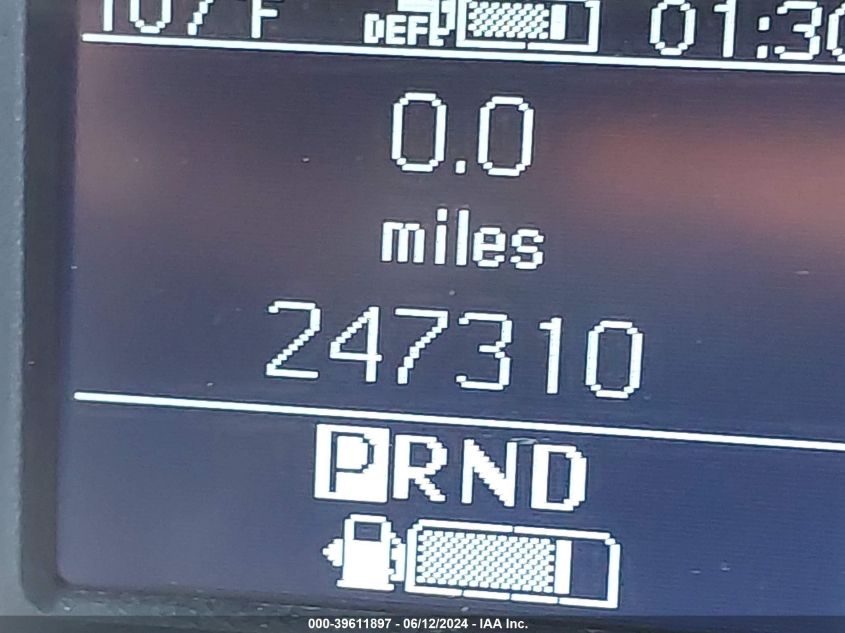 107°F DEF 01:30
0.0
miles
247310
PRND
000-39611897 - 06/12/2024 - IAA Inc.